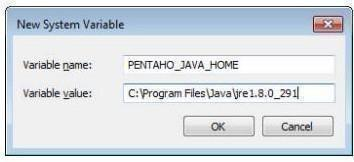 New System Variable
Variable name: PENTAHO_JAVA_HOME
Variable value: C:\Program Files\Java\jre1.8.0_291
OK Cancel